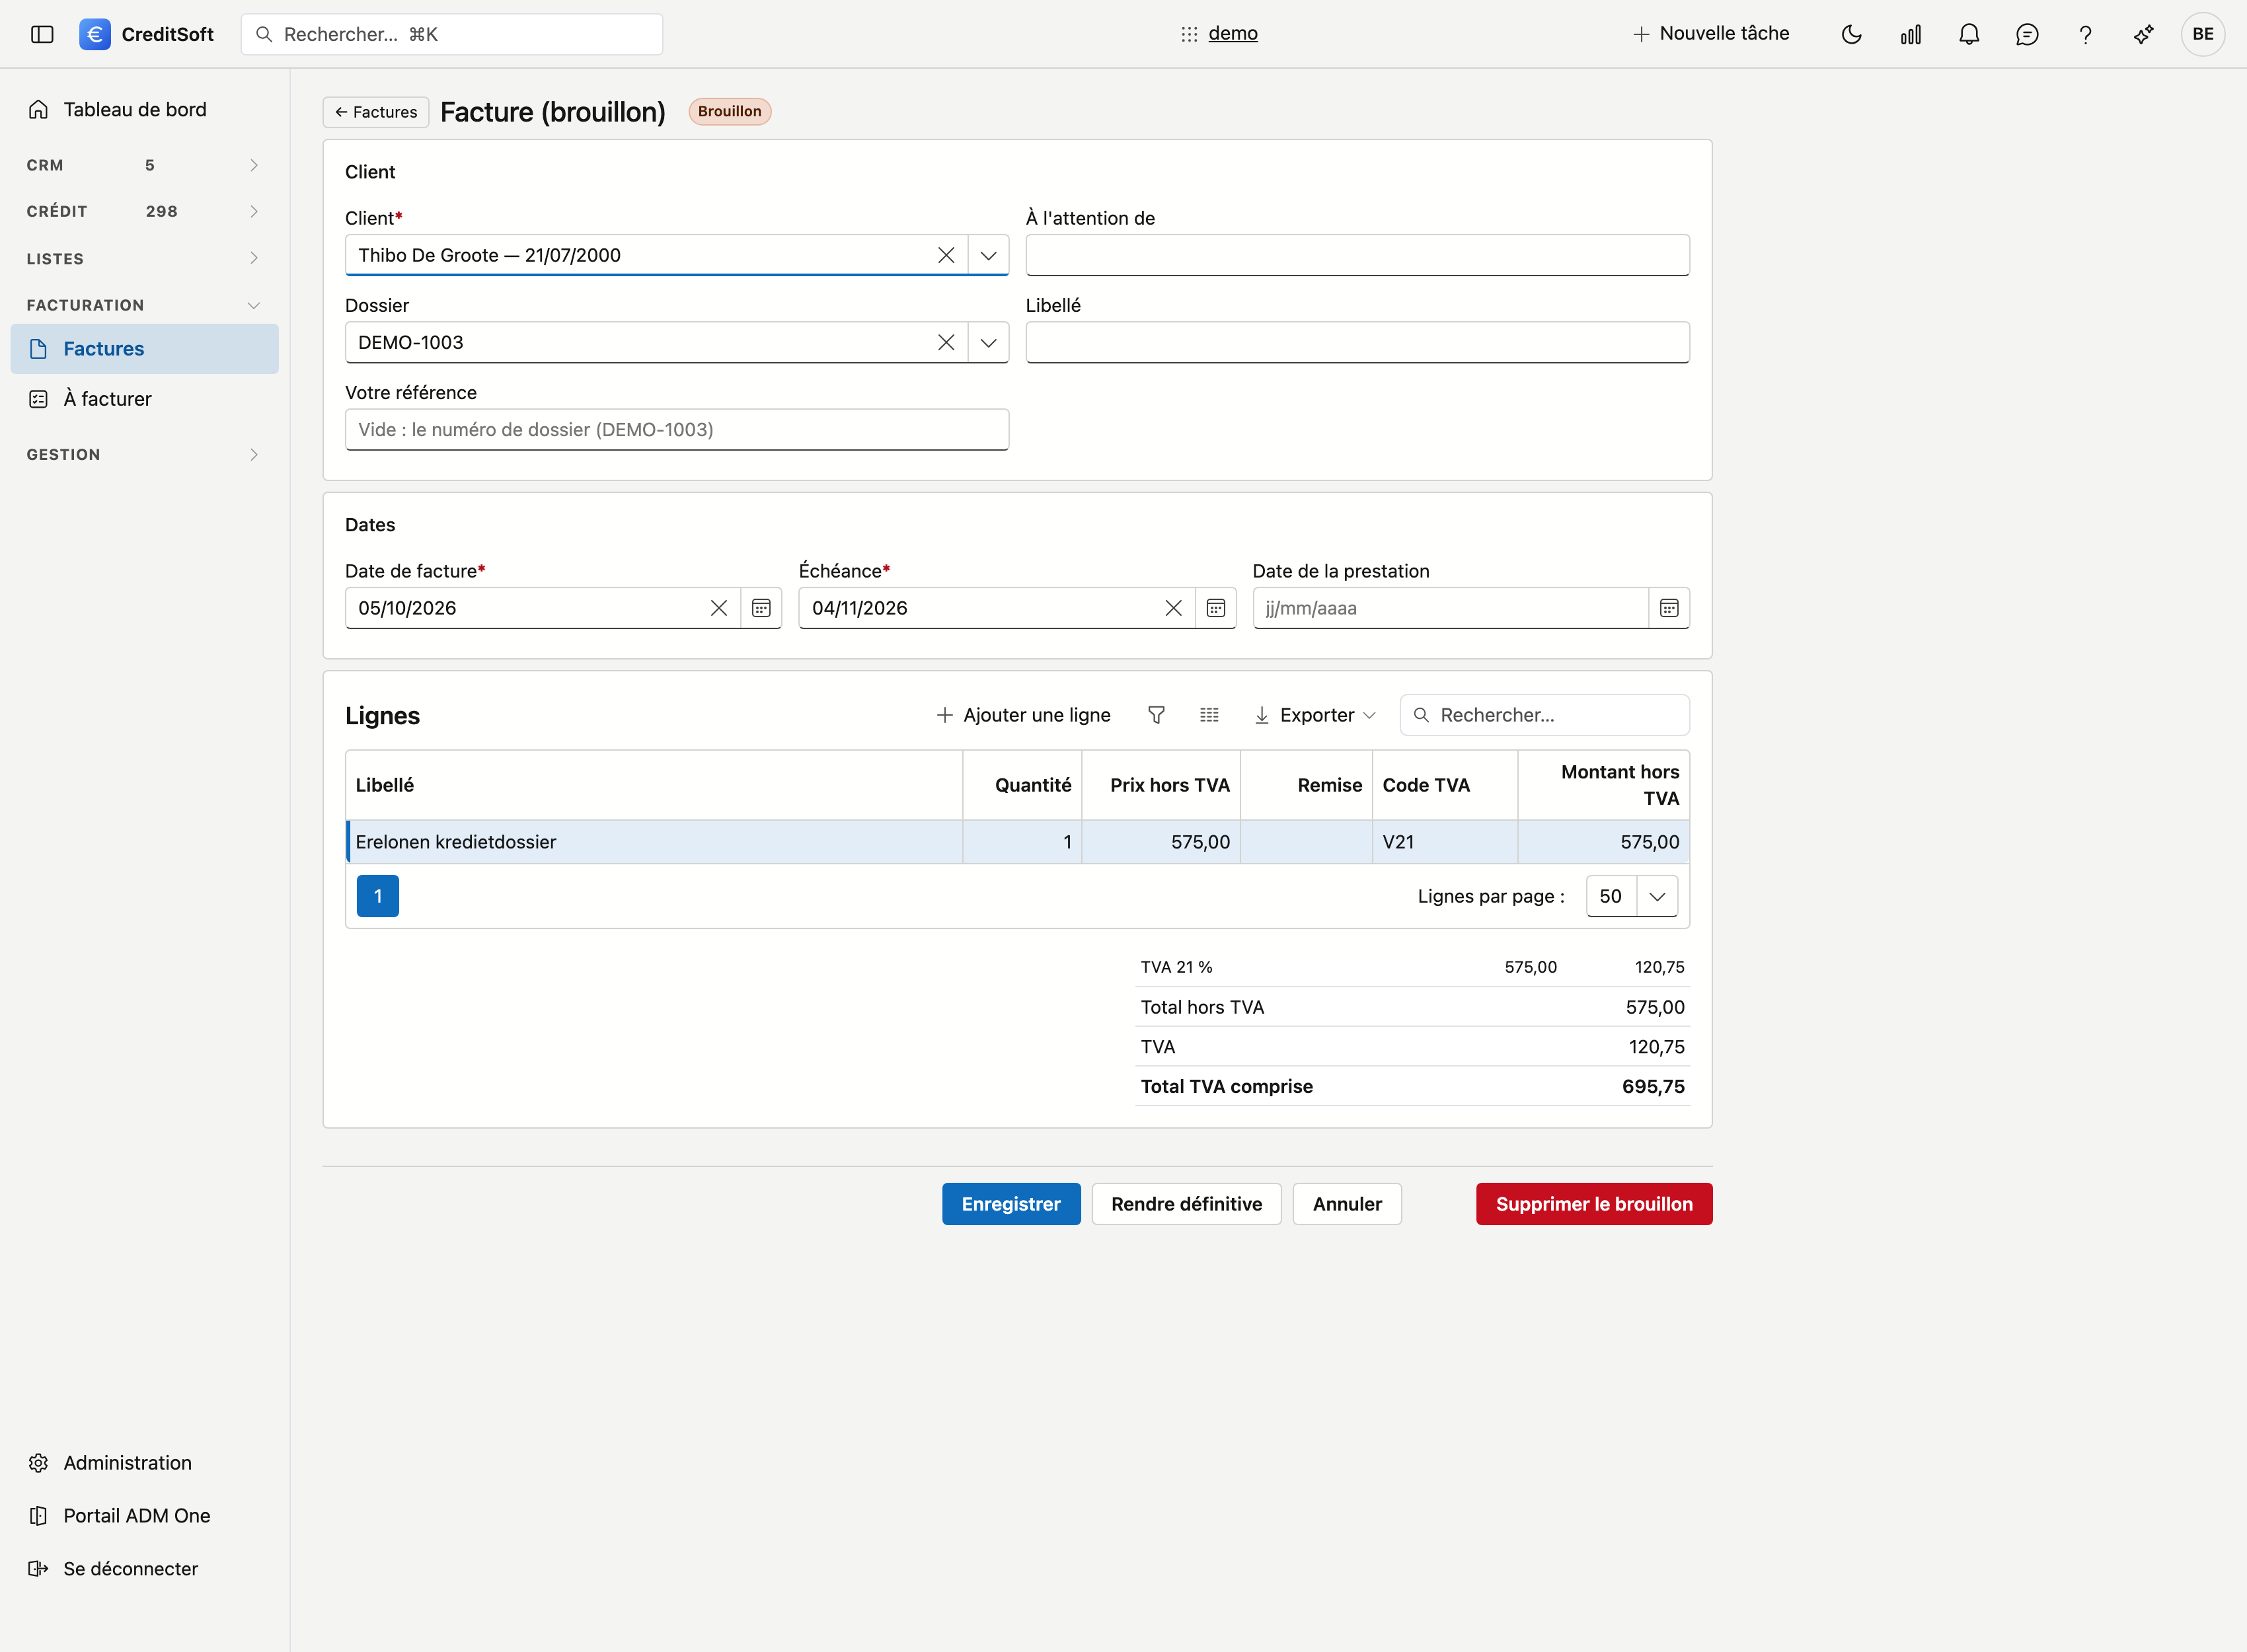 CreditSoft
Rechercher... ⌘K
demo
Nouvelle tâche
BE
Tableau de bord
CRM 5
CRÉDIT 298
LISTES
FACTURATION
Factures
À facturer
GESTION
Administration
Portail ADM One
Se déconnecter
← Factures
Facture (brouillon)
Brouillon
Client
Client*
À l'attention de
Thibo De Groote — 21/07/2000
Dossier
Libellé
DEMO-1003
Votre référence
Vide : le numéro de dossier (DEMO-1003)
Dates
Date de facture*
Échéance*
Date de la prestation
05/10/2026
04/11/2026
jj/mm/aaaa
Lignes
Ajouter une ligne
Exporter
Rechercher...
Libellé Quantité Prix hors TVA Remise Code TVA Montant hors TVA
Erelonen kredietdossier 1 575,00 V21 575,00
1
Lignes par page : 50
TVA 21 % 575,00 120,75
Total hors TVA 575,00
TVA 120,75
Total TVA comprise 695,75
Enregistrer
Rendre définitive
Annuler
Supprimer le brouillon